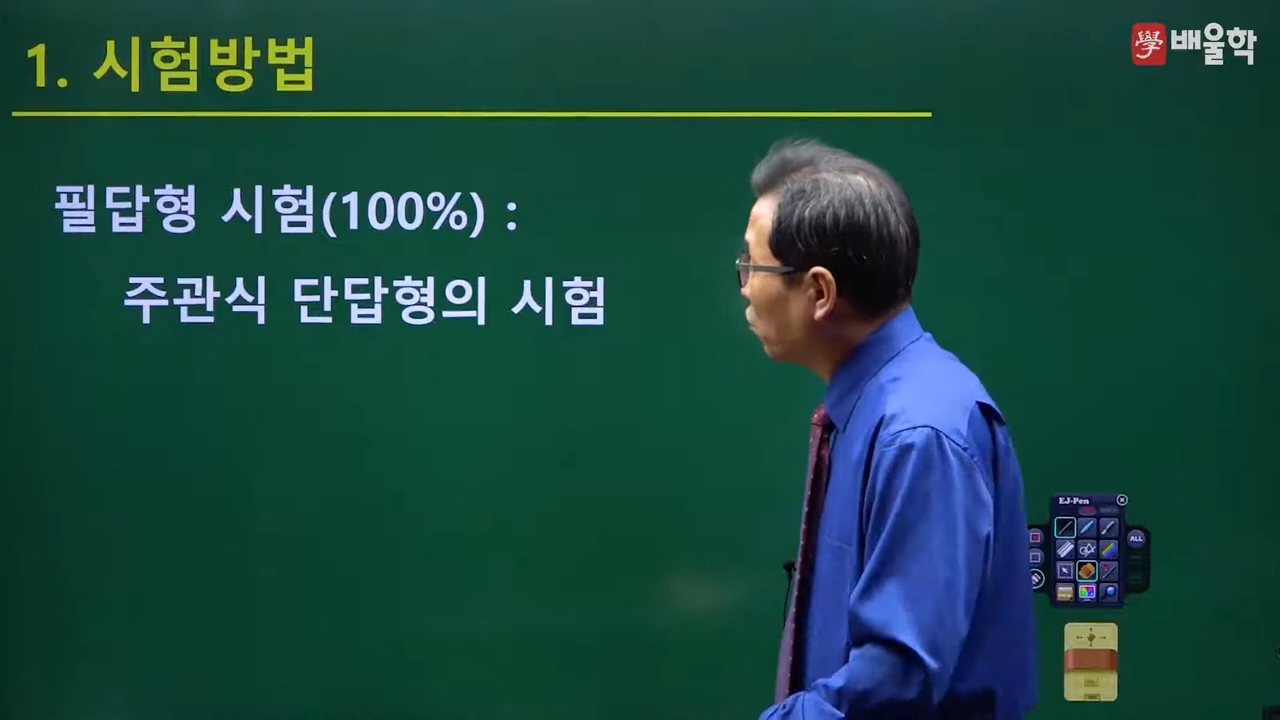 1. 시험방법
學 배울학
필답형 시험(100%) :
주관식 단답형의 시험
EJ-Pen
ALL